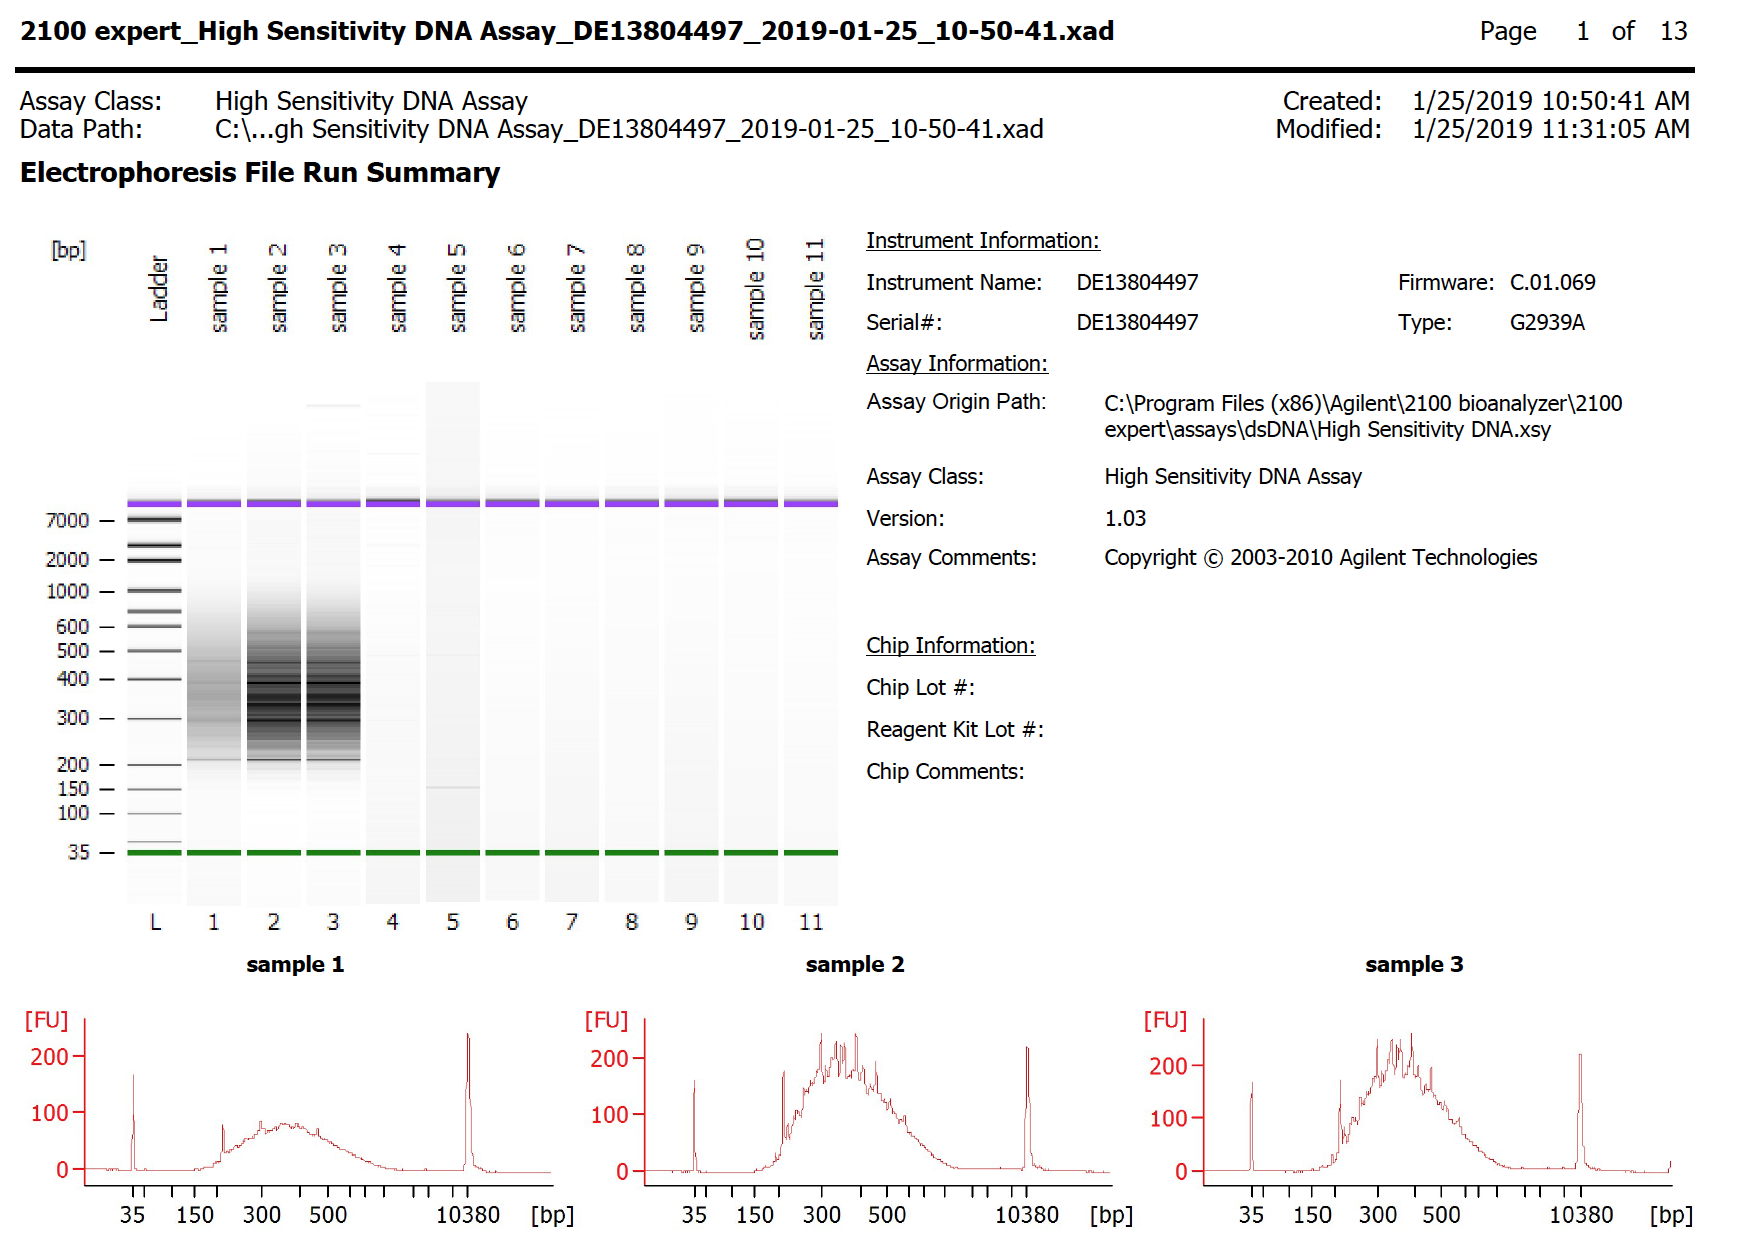 2100 expert_High Sensitivity DNA Assay_DE13804497_2019-01-25_10-50-41.xad Page 1 of 13
Assay Class: High Sensitivity DNA Assay Created: 1/25/2019 10:50:41 AM
Data Path: C:\...gh Sensitivity DNA Assay_DE13804497_2019-01-25_10-50-41.xad Modified: 1/25/2019 11:31:05 AM
Electrophoresis File Run Summary
[bp] Ladder sample 1 sample 2 sample 3 sample 4 sample 5 sample 6 sample 7 sample 8 sample 9 sample 10 sample 11
7000
2000
1000
600
500
400
300
200
150
100
35
L 1 2 3 4 5 6 7 8 9 10 11
Instrument Information:
Instrument Name: DE13804497 Firmware: C.01.069
Serial#: DE13804497 Type: G2939A
Assay Information:
Assay Origin Path: C:\Program Files (x86)\Agilent\2100 bioanalyzer\2100
expert\assays\dsDNA\High Sensitivity DNA.xsy
Assay Class: High Sensitivity DNA Assay
Version: 1.03
Assay Comments: Copyright © 2003-2010 Agilent Technologies
Chip Information:
Chip Lot #:
Reagent Kit Lot #:
Chip Comments:
sample 1
[FU]
200
100
0
35 150 300 500 10380 [bp]
sample 2
[FU]
200
100
0
35 150 300 500 10380 [bp]
sample 3
[FU]
200
100
0
35 150 300 500 10380 [bp]